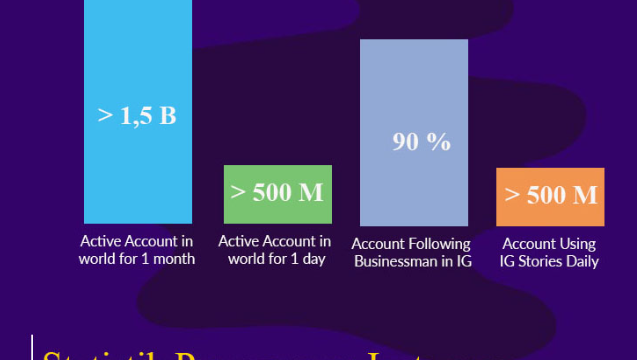 > 1,5 B
> 500 M
90 %
> 500 M
Active Account in
world for 1 month
Active Account in
world for 1 day
Account Following
Businessman in IG
Account Using
IG Stories Daily